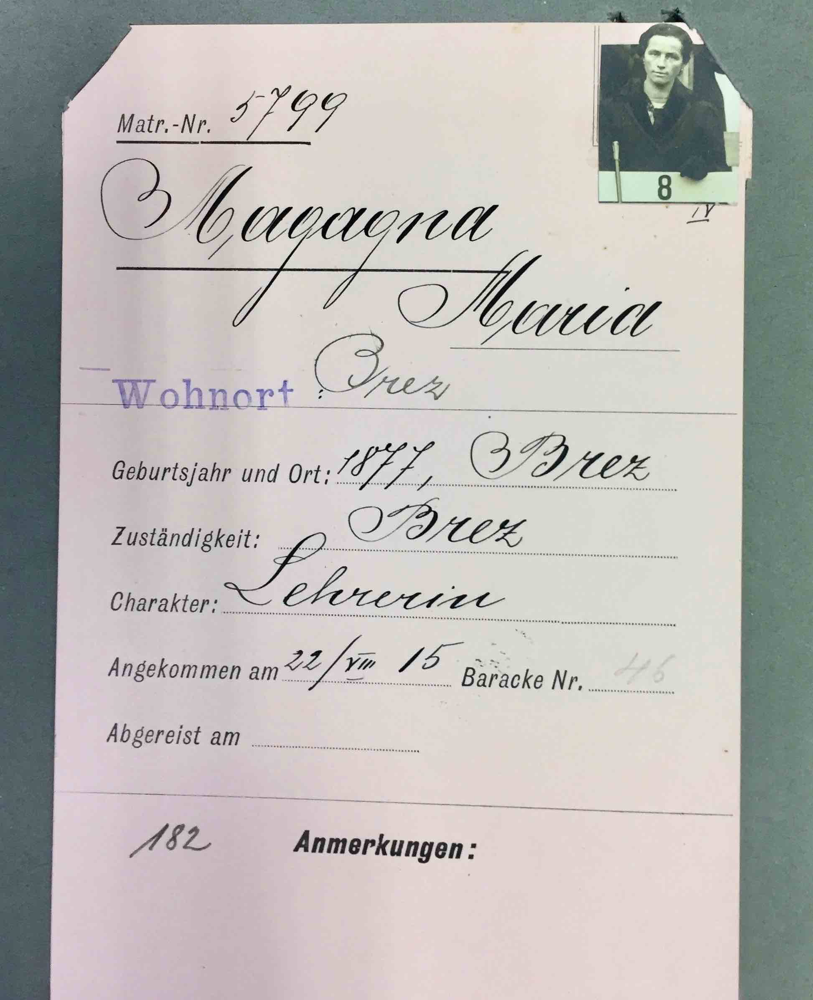 Matr.-Nr. 5799
8
IV
Magagna
Maria
Wohnort : Brez
Geburtsjahr und Ort: 1877, Brez
Zuständigkeit: Brez
Charakter: Lehrerin
Angekommen am 22/VIII 15 Baracke Nr. 46
Abgereist am
182 Anmerkungen: